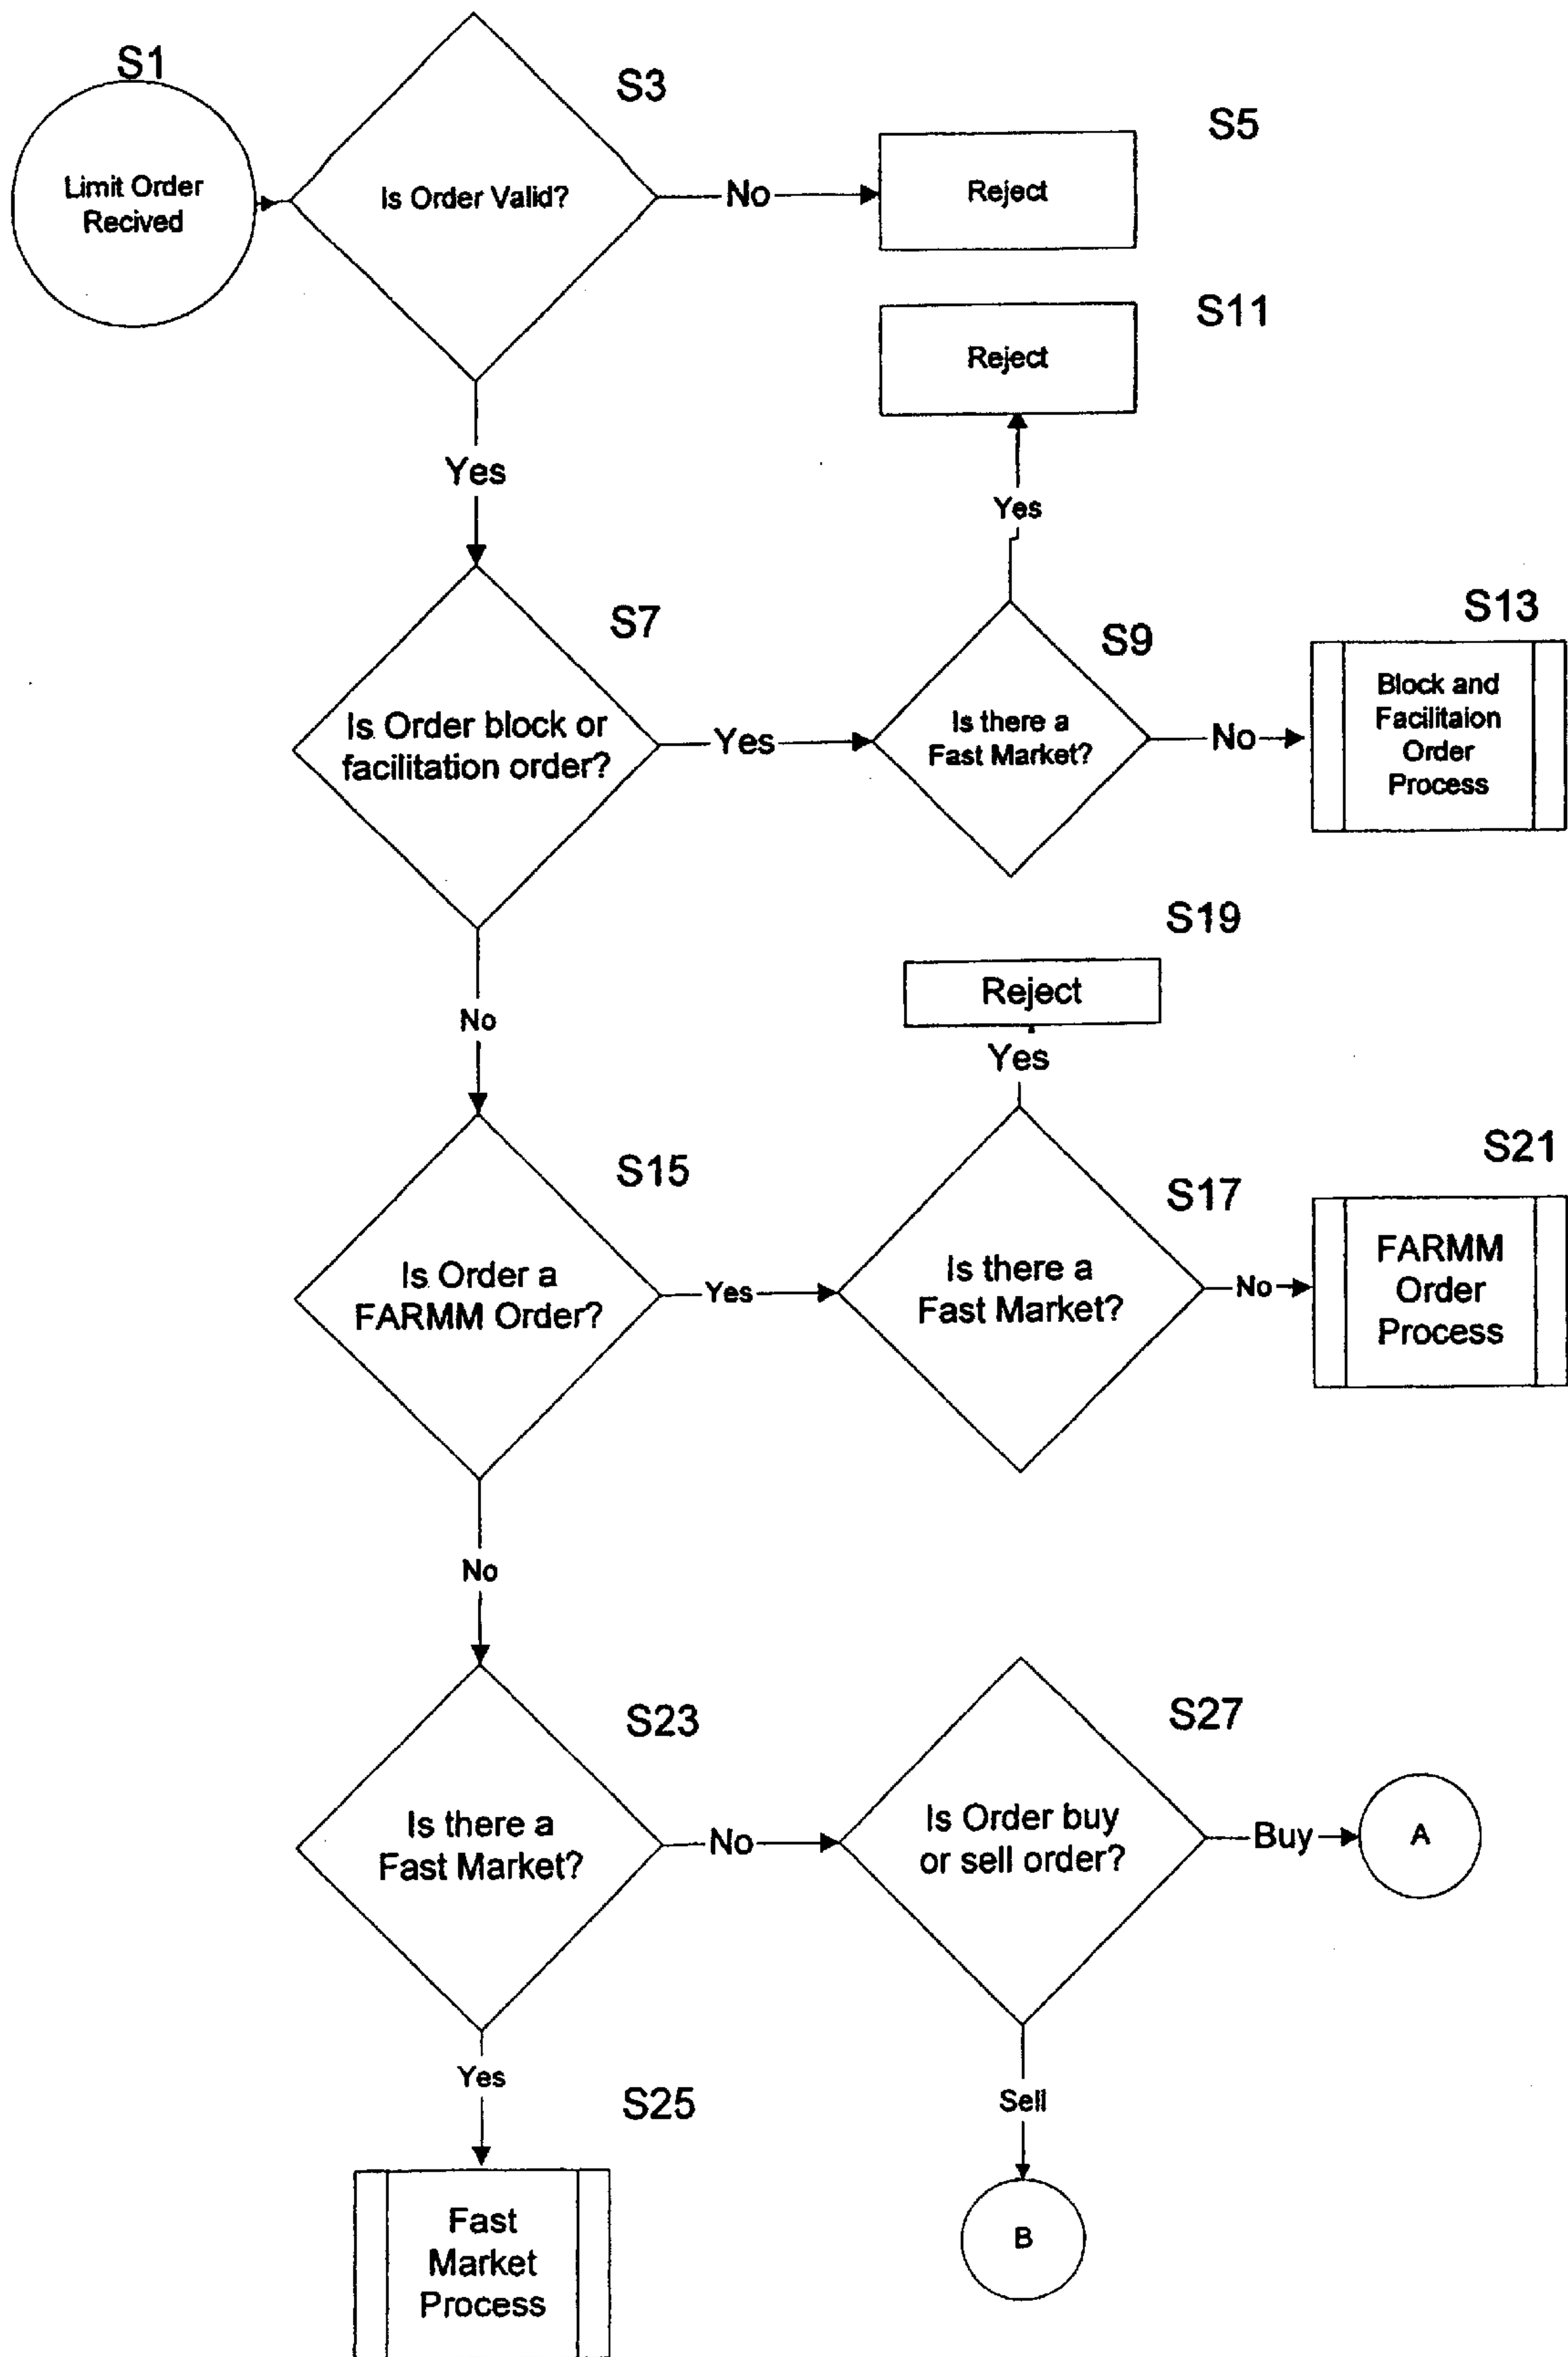 S1
S3
S5
Limit Order
Recived
Is Order Valid?
No
Reject
S11
Reject
Yes
Yes
S7
S9
S13
Is Order block or
facilitation order?
Yes
Is there a
Fast Market?
No
Block and
Facilitaion
Order
Process
S19
Reject
No
Yes
S15
S17
S21
Is Order a
FARMM Order?
Yes
Is there a
Fast Market?
No
FARMM
Order
Process
No
S23
S27
Is there a
Fast Market?
No
Is Order buy
or sell order?
Buy
A
Yes
S25
Sell
Fast
Market
Process
B